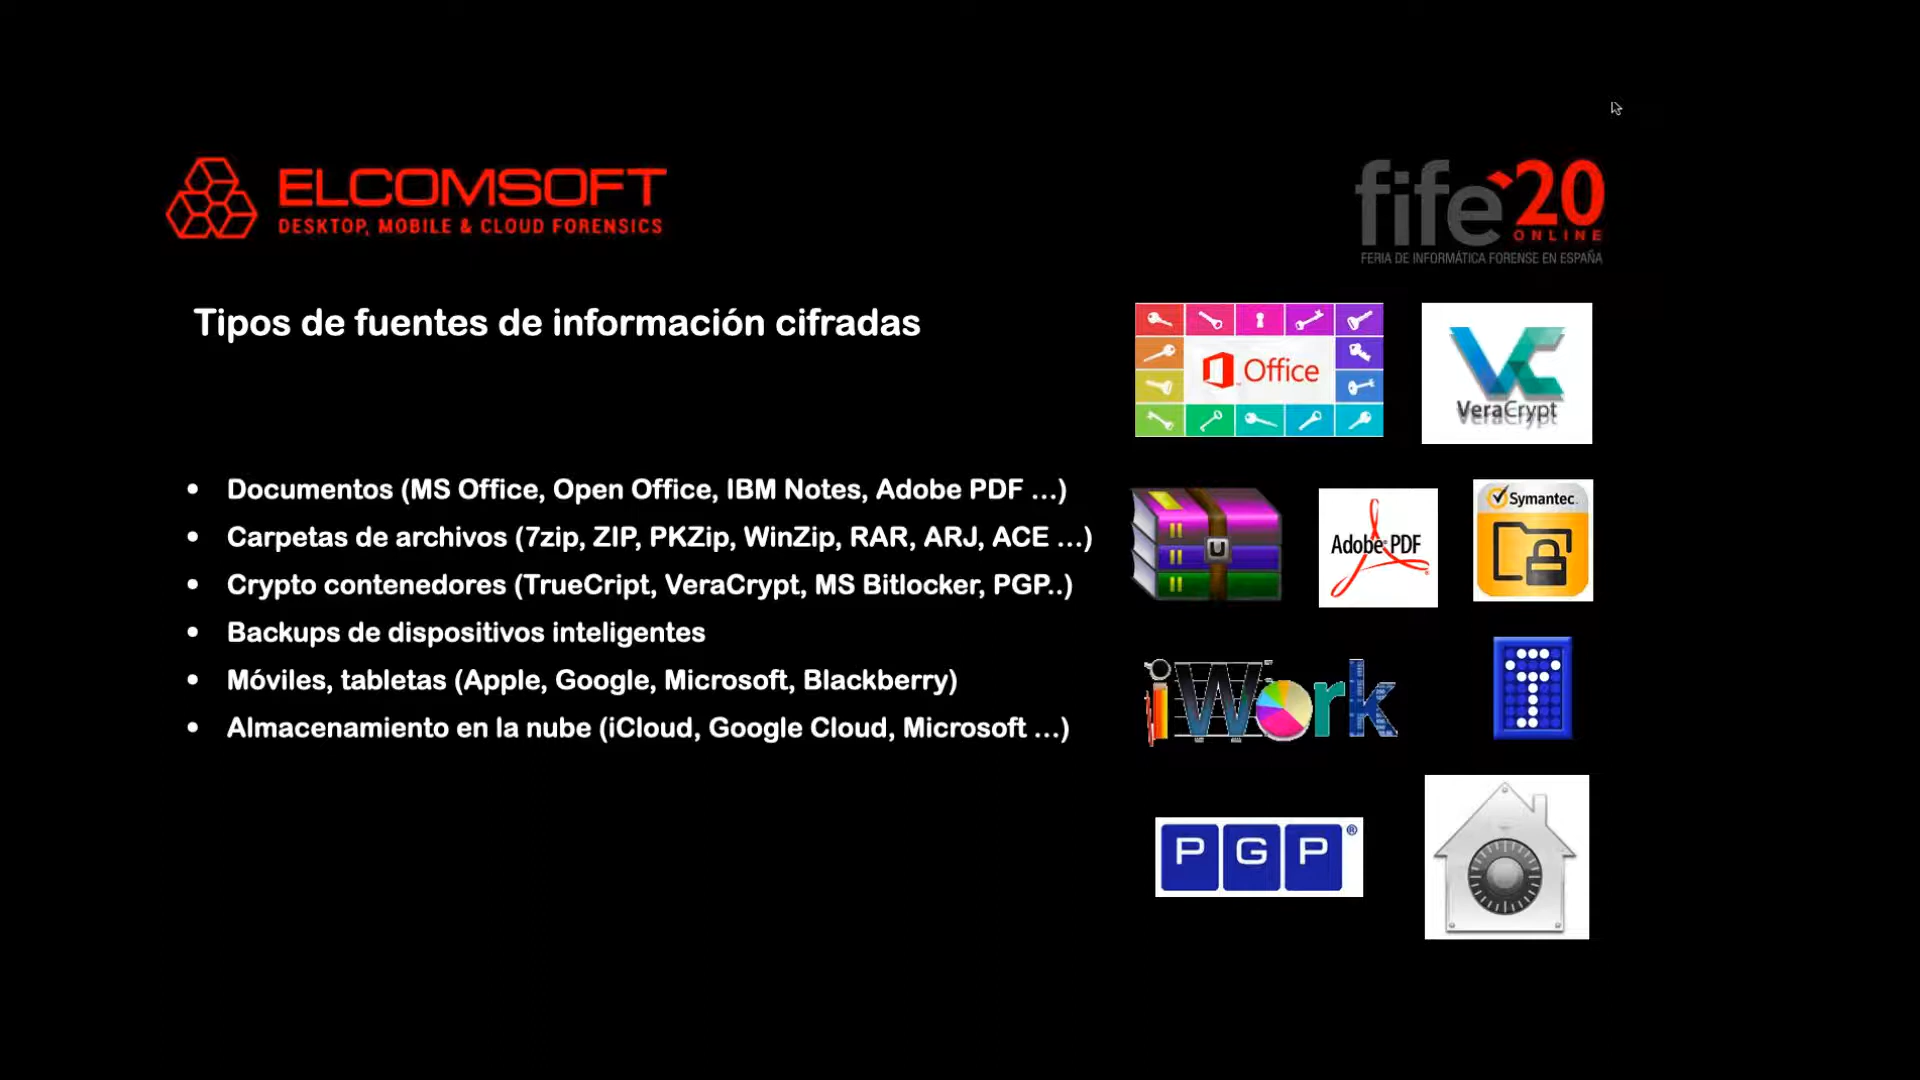 ELCOMSOFT
DESKTOP, MOBILE & CLOUD FORENSICS
fife'20
ONLINE
FERIA DE INFORMÁTICA FORENSE EN ESPAÑA
Tipos de fuentes de información cifradas
Office
VeraCrypt
• Documentos (MS Office, Open Office, IBM Notes, Adobe PDF ...)
• Carpetas de archivos (7zip, ZIP, PKZip, WinZip, RAR, ARJ, ACE ...)
• Crypto contenedores (TrueCript, VeraCrypt, MS Bitlocker, PGP..)
• Backups de dispositivos inteligentes
• Móviles, tabletas (Apple, Google, Microsoft, Blackberry)
• Almacenamiento en la nube (iCloud, Google Cloud, Microsoft ...)
U
Adobe® PDF
Symantec.
iWork
T
PGP®